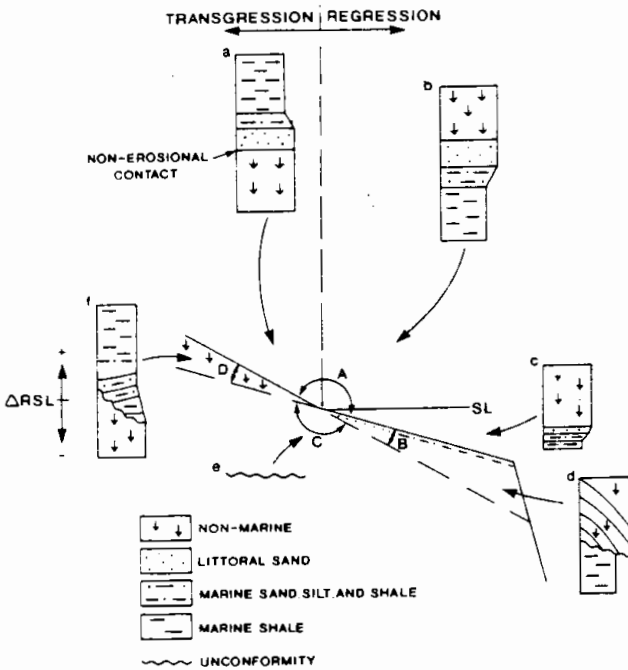 TRANSGRESSION REGRESSION
a
b
NON-EROSIONAL
CONTACT
f
+
ΔRSL
-
D
A
SL
C
B
c
e
d
NON-MARINE
LITTORAL SAND
MARINE SAND, SILT, AND SHALE
MARINE SHALE
UNCONFORMITY